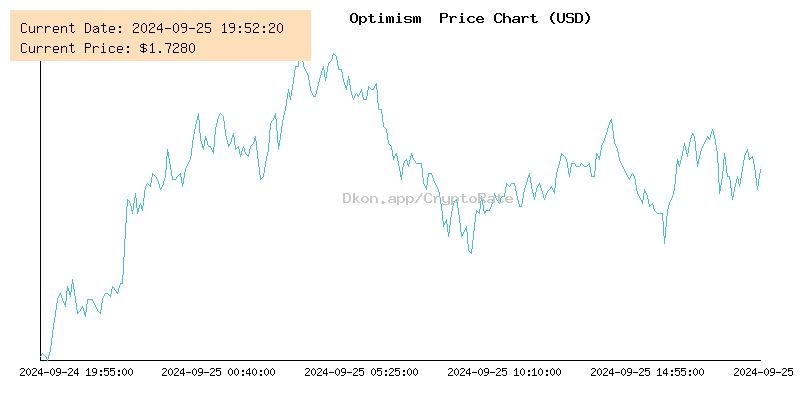 Optimism Price Chart (USD)
Current Date: 2024-09-25 19:52:20
Current Price: $1.7280
Dkon.app/CryptoRate
2024-09-24 19:55:00
2024-09-25 00:40:00
2024-09-25 05:25:00
2024-09-25 10:10:00
2024-09-25 14:55:00
2024-09-25